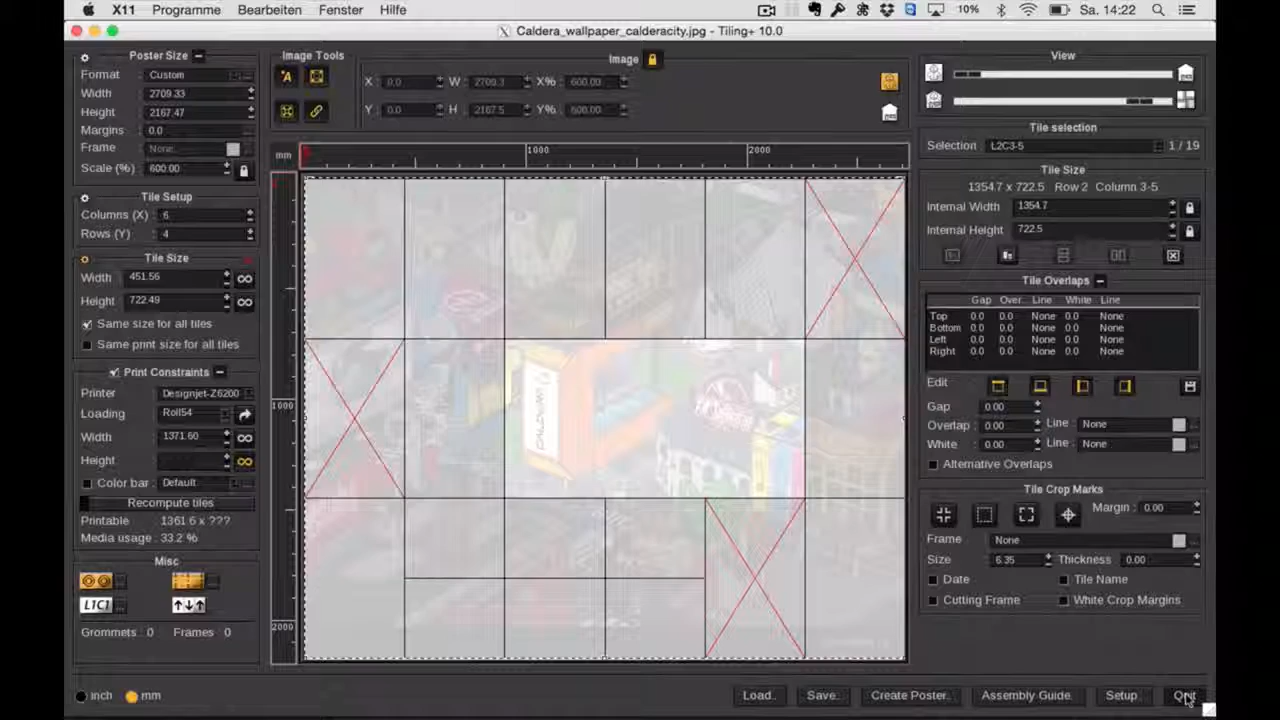 X11 Programme Bearbeiten Fenster Hilfe 10% Sa. 14:22
Caldera_wallpaper_calderacity.jpg - Tiling+ 10.0
Poster Size
Format Custom
Width 2709.33
Height 2167.47
Margins 0.0
Frame None
Scale (%) 600.00
Tile Setup
Columns (X) 6
Rows (Y) 4
Tile Size
Width 451.56
Height 722.49
Same size for all tiles
Same print size for all tiles
Print Constraints
Printer Designjet-Z6200
Loading Roll54
Width 1371.60
Height
Color bar: Default
Recompute tiles
Printable 1361.6 x ???
Media usage: 33.2 %
Misc
L1C1
Grommets: 0 Frames: 0
inch mm
Image Tools
Image
X : 0.0 W : 2709.3 X% : 600.00
Y : 0.0 H : 2167.5 Y% : 600.00
mm 0 1000 2000
1000
2000
CALDERA
View
Tile selection
Selection L2C3-5 1 / 19
Tile Size
1354.7 x 722.5 Row 2 Column 3-5
Internal Width 1354.7
Internal Height 722.5
Tile Overlaps
Gap Over. Line White Line
Top 0.0 0.0 None 0.0 None
Bottom 0.0 0.0 None 0.0 None
Left 0.0 0.0 None 0.0 None
Right 0.0 0.0 None 0.0 None
Edit
Gap 0.00
Overlap 0.00 Line : None
White 0.00 Line : None
Alternative Overlaps
Tile Crop Marks
Margin : 0.00
Frame None
Size 6.35 Thickness 0.00
Date Tile Name
Cutting Frame White Crop Margins
Load.. Save.. Create Poster.. Assembly Guide.. Setup.. Quit